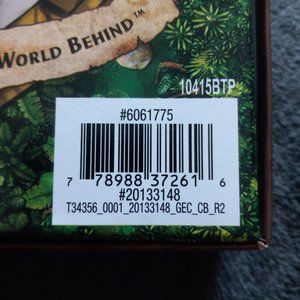 WORLD BEHIND™
10415BTP
#6061775
7 78988 37261 6
#20133148
T34356_0001_20133148_GEC_CB_R2